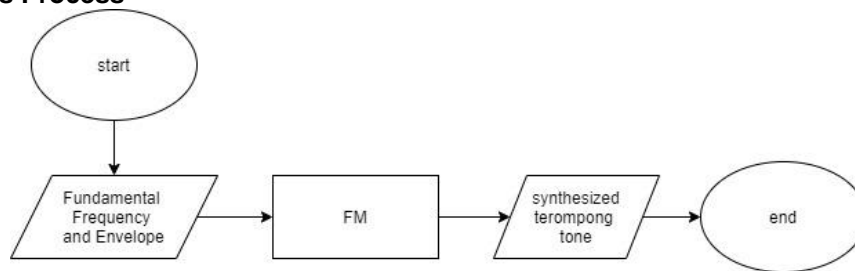 start
Fundamental
Frequency
and Envelope
FM
synthesized
terompong
tone
end